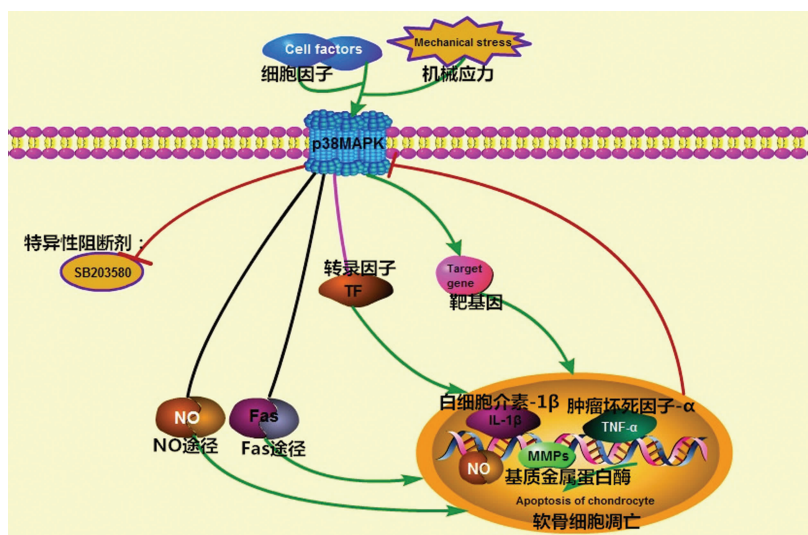 Cell factors
Mechanical stress
细胞因子
机械应力
p38MAPK
特异性阻断剂：
SB203580
转录因子
TF
Target
gene
靶基因
NO
Fas
NO途径
Fas途径
白细胞介素-1β
肿瘤坏死因子-α
IL-1β
TNF-α
NO
MMPs
基质金属蛋白酶
Apoptosis of chondrocyte
软骨细胞凋亡